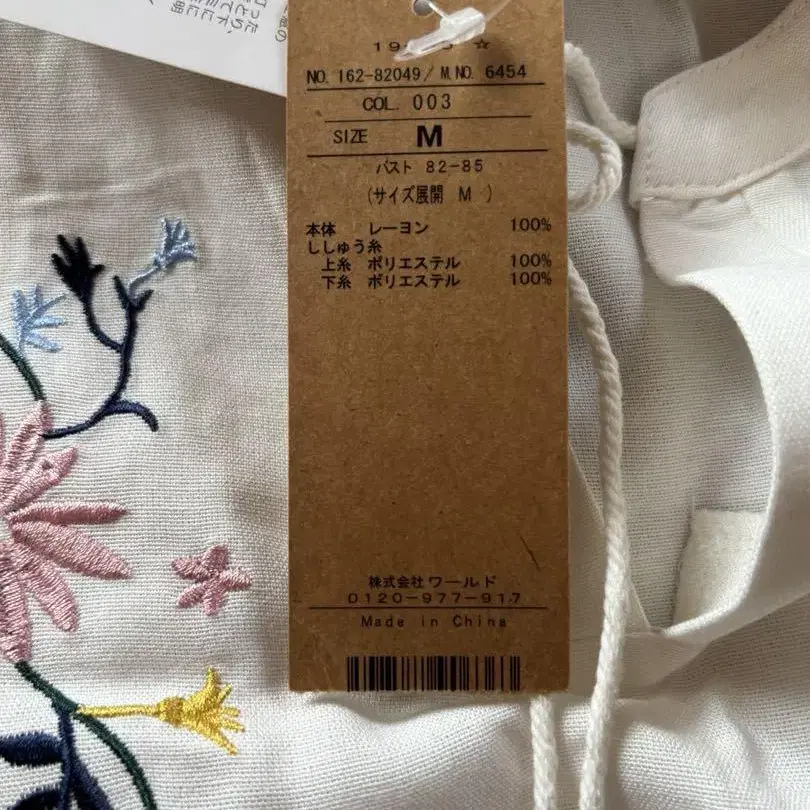 NO. 162-82049/ M.NO. 6454
COL. 003
SIZE M
バスト 82-85
(サイズ展開 M )
本体 レーヨン 100%
ししゅう糸
上糸 ポリエステル 100%
下糸 ポリエステル 100%
株式会社ワールド
0120-977-917
Made in China